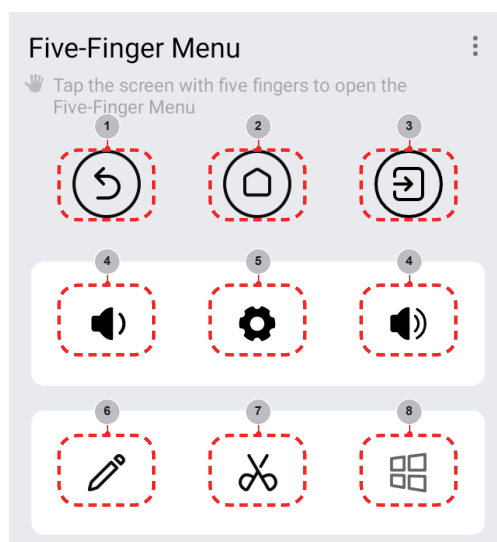 Five-Finger Menu
Tap the screen with five fingers to open the
Five-Finger Menu
1 2 3
4 5 4
6 7 8